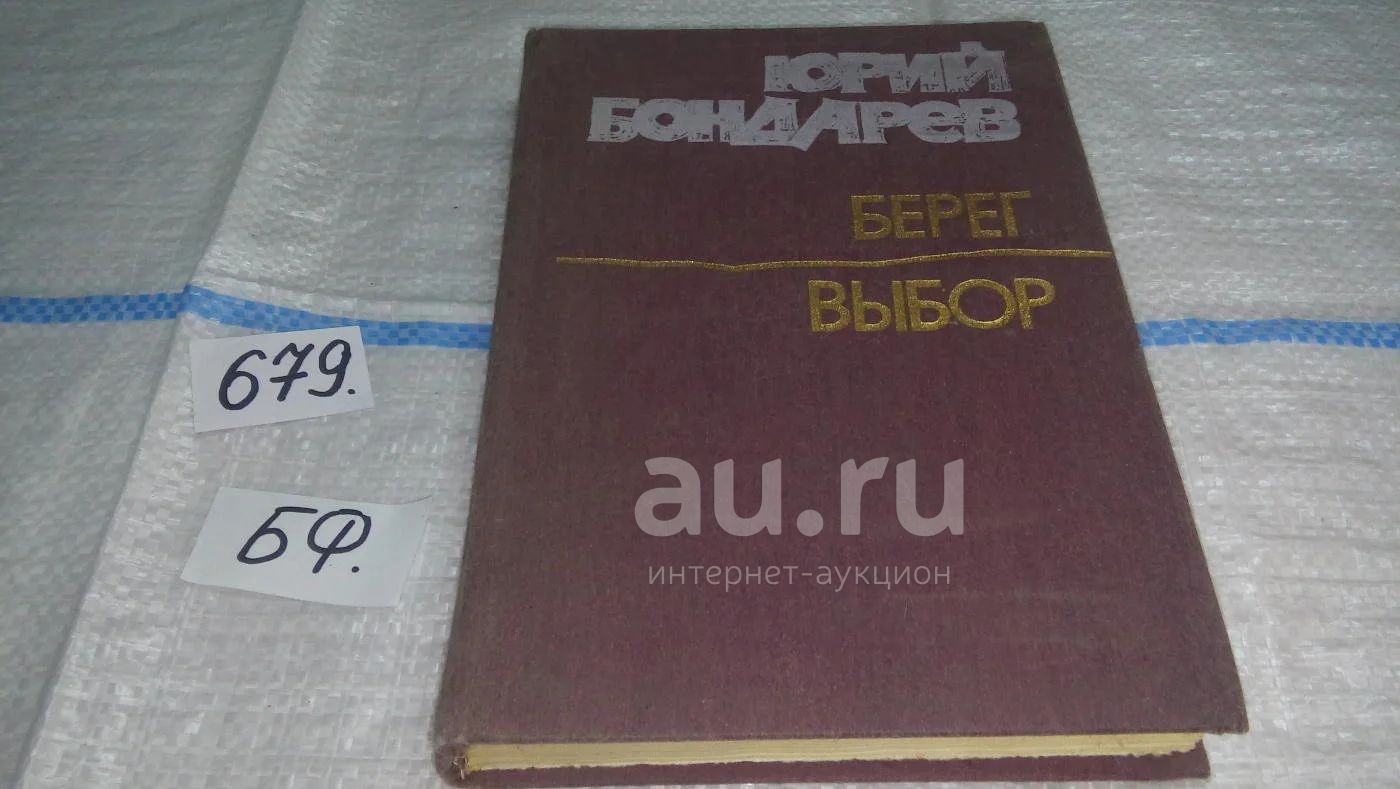 ЮРИЙ
БОНДАРЕВ
БЕРЕГ
ВЫБОР
679.
БФ.
au.ru
интернет-аукцион